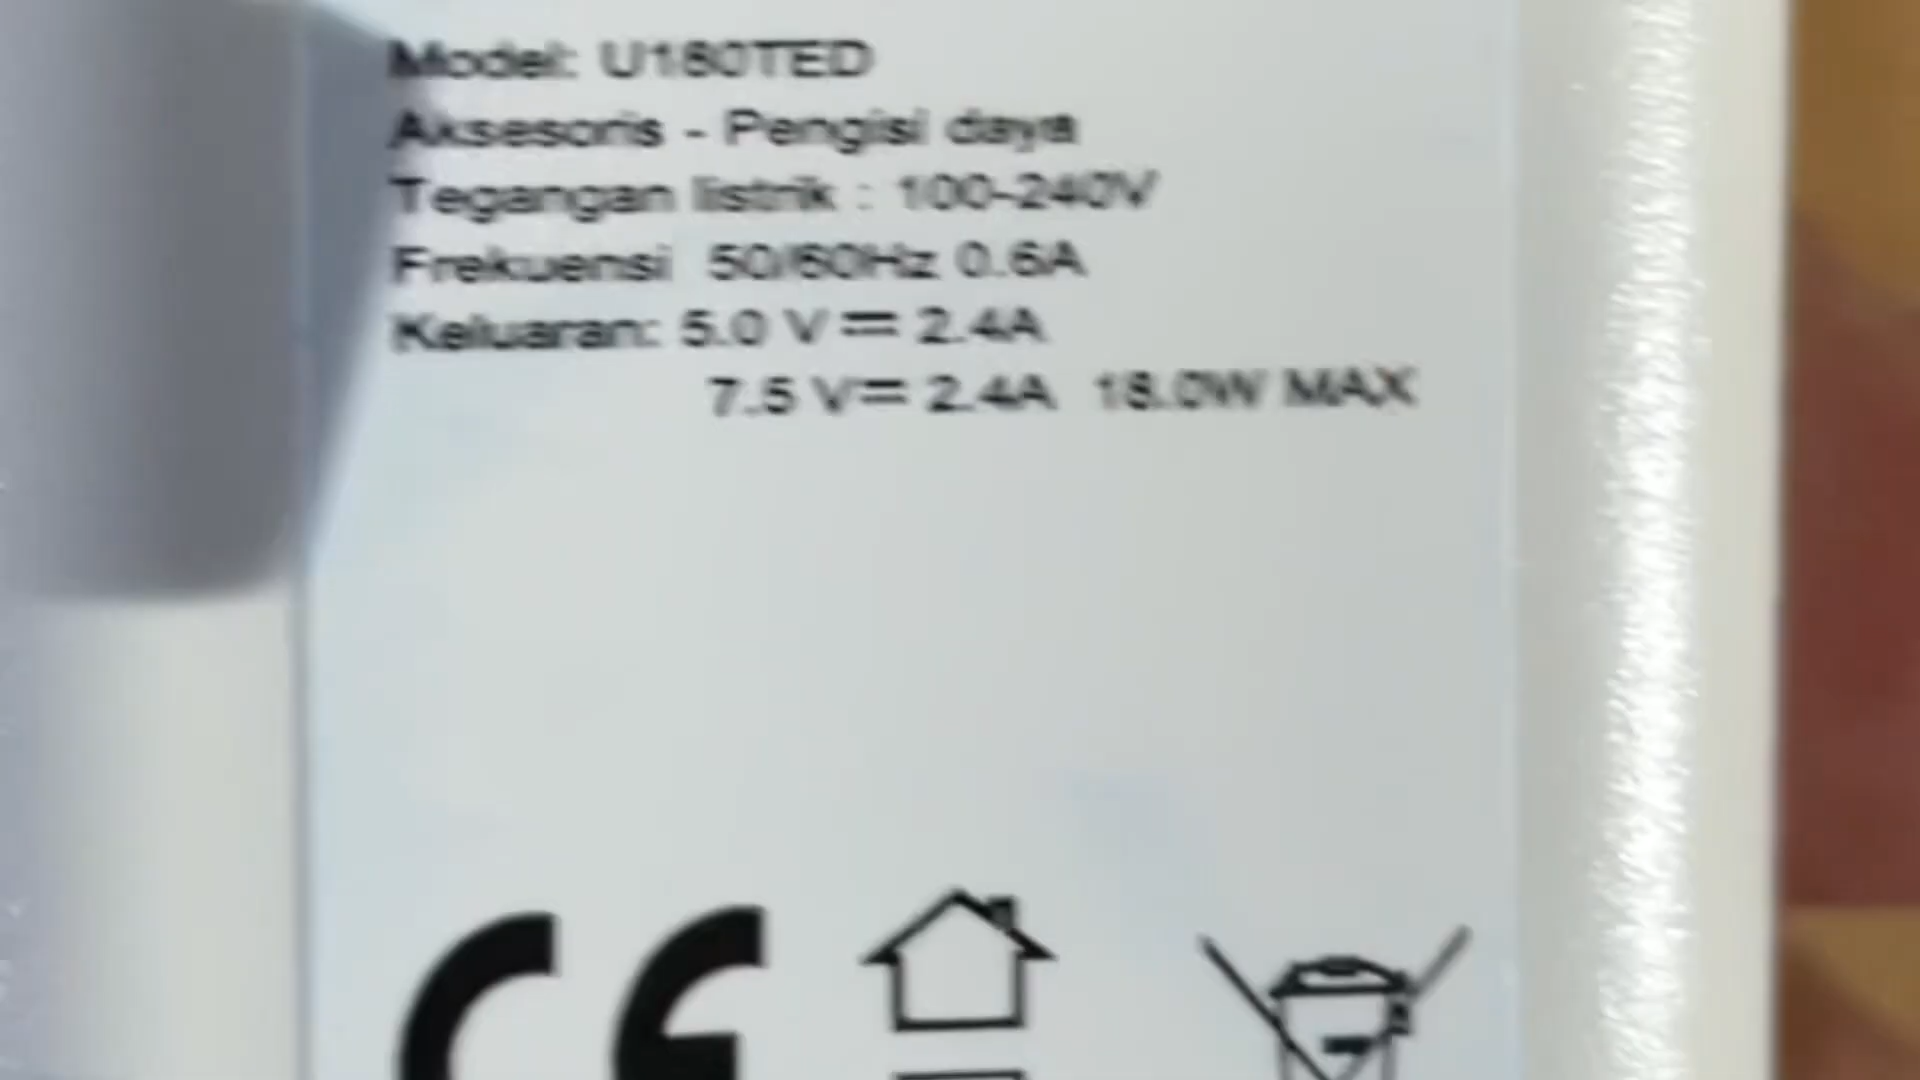 Model: U180TED
Aksesoris - Pengisi daya
Tegangan listrik : 100-240V
Frekuensi 50/60Hz 0.6A
Keluaran: 5.0 V ⎓ 2.4A
7.5 V⎓ 2.4A 18.0W MAX
CE